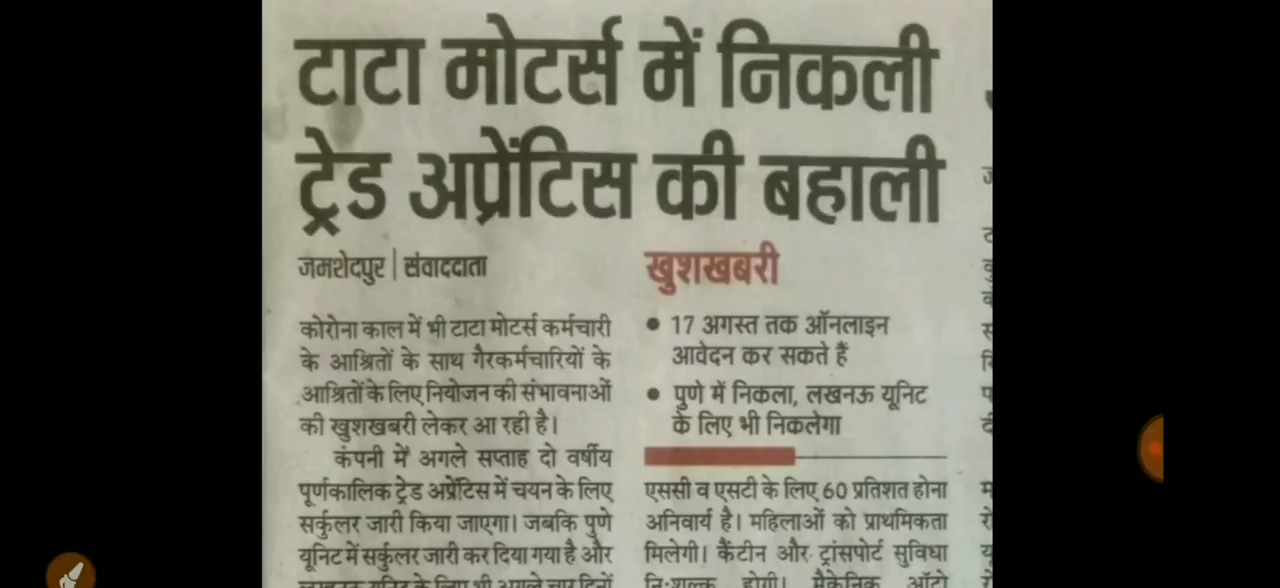 टाटा मोटर्स में निकली
ट्रेड अप्रेंटिस की बहाली
जमशेदपुर | संवाददाता
कोरोना काल में भी टाटा मोटर्स कर्मचारी
के आश्रितों के साथ गैरकर्मचारियों के
आश्रितों के लिए नियोजन की संभावनाओं
की खुशखबरी लेकर आ रही है।
कंपनी में अगले सप्ताह दो वर्षीय
पूर्णकालिक ट्रेड अप्रेंटिस में चयन के लिए
सर्कुलर जारी किया जाएगा। जबकि पुणे
यूनिट में सर्कुलर जारी कर दिया गया है और
खुशखबरी
• 17 अगस्त तक ऑनलाइन
आवेदन कर सकते हैं
• पुणे में निकला, लखनऊ यूनिट
के लिए भी निकलेगा
एससी व एसटी के लिए 60 प्रतिशत होना
अनिवार्य है। महिलाओं को प्राथमिकता
मिलेगी। कैंटीन और ट्रांसपोर्ट सुविधा